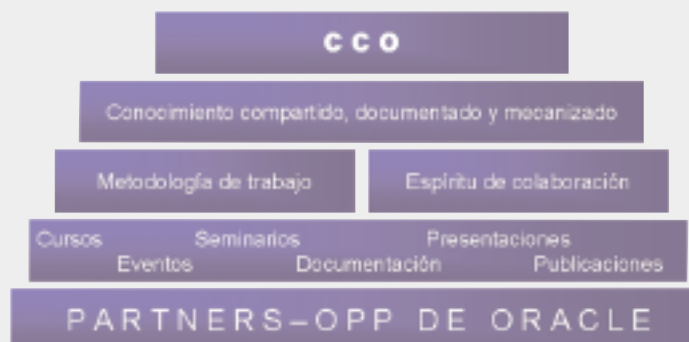 cco
Conocimiento compartido, documentado y mecanizado
Metodología de trabajo
Espíritu de colaboración
Cursos Seminarios Presentaciones
Eventos Documentación Publicaciones
PARTNERS–OPP DE ORACLE